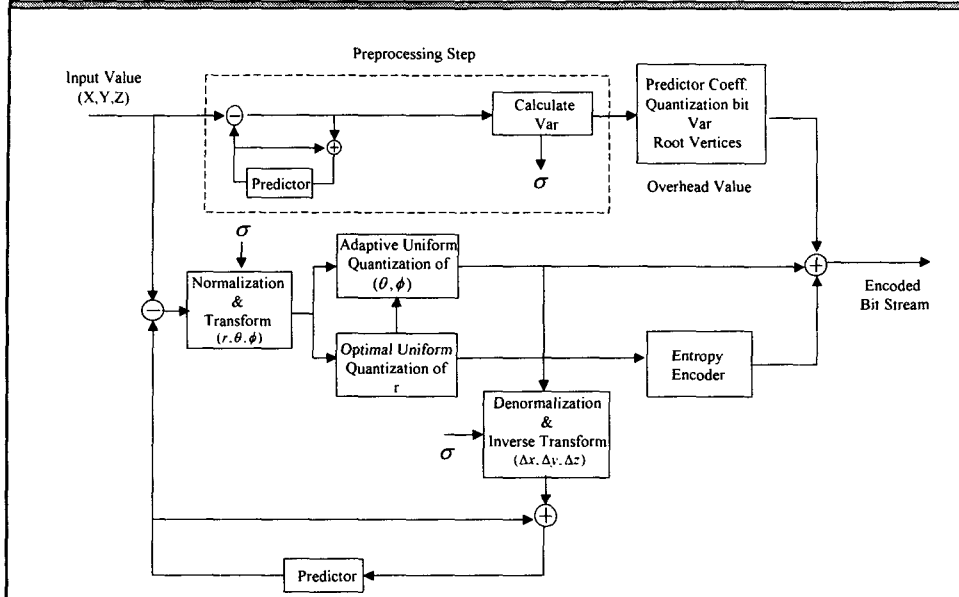 Preprocessing Step
Input Value
(X,Y,Z)
−
+
Predictor
Calculate
Var
σ
Predictor Coeff.
Quantization bit
Var
Root Vertices
Overhead Value
σ
Normalization
&
Transform
(r.θ.ϕ)
−
Adaptive Uniform
Quantization of
(θ,ϕ)
Optimal Uniform
Quantization of
r
Entropy
Encoder
+
Encoded
Bit Stream
Denormalization
&
Inverse Transform
(Δx.Δy.Δz)
σ
+
Predictor